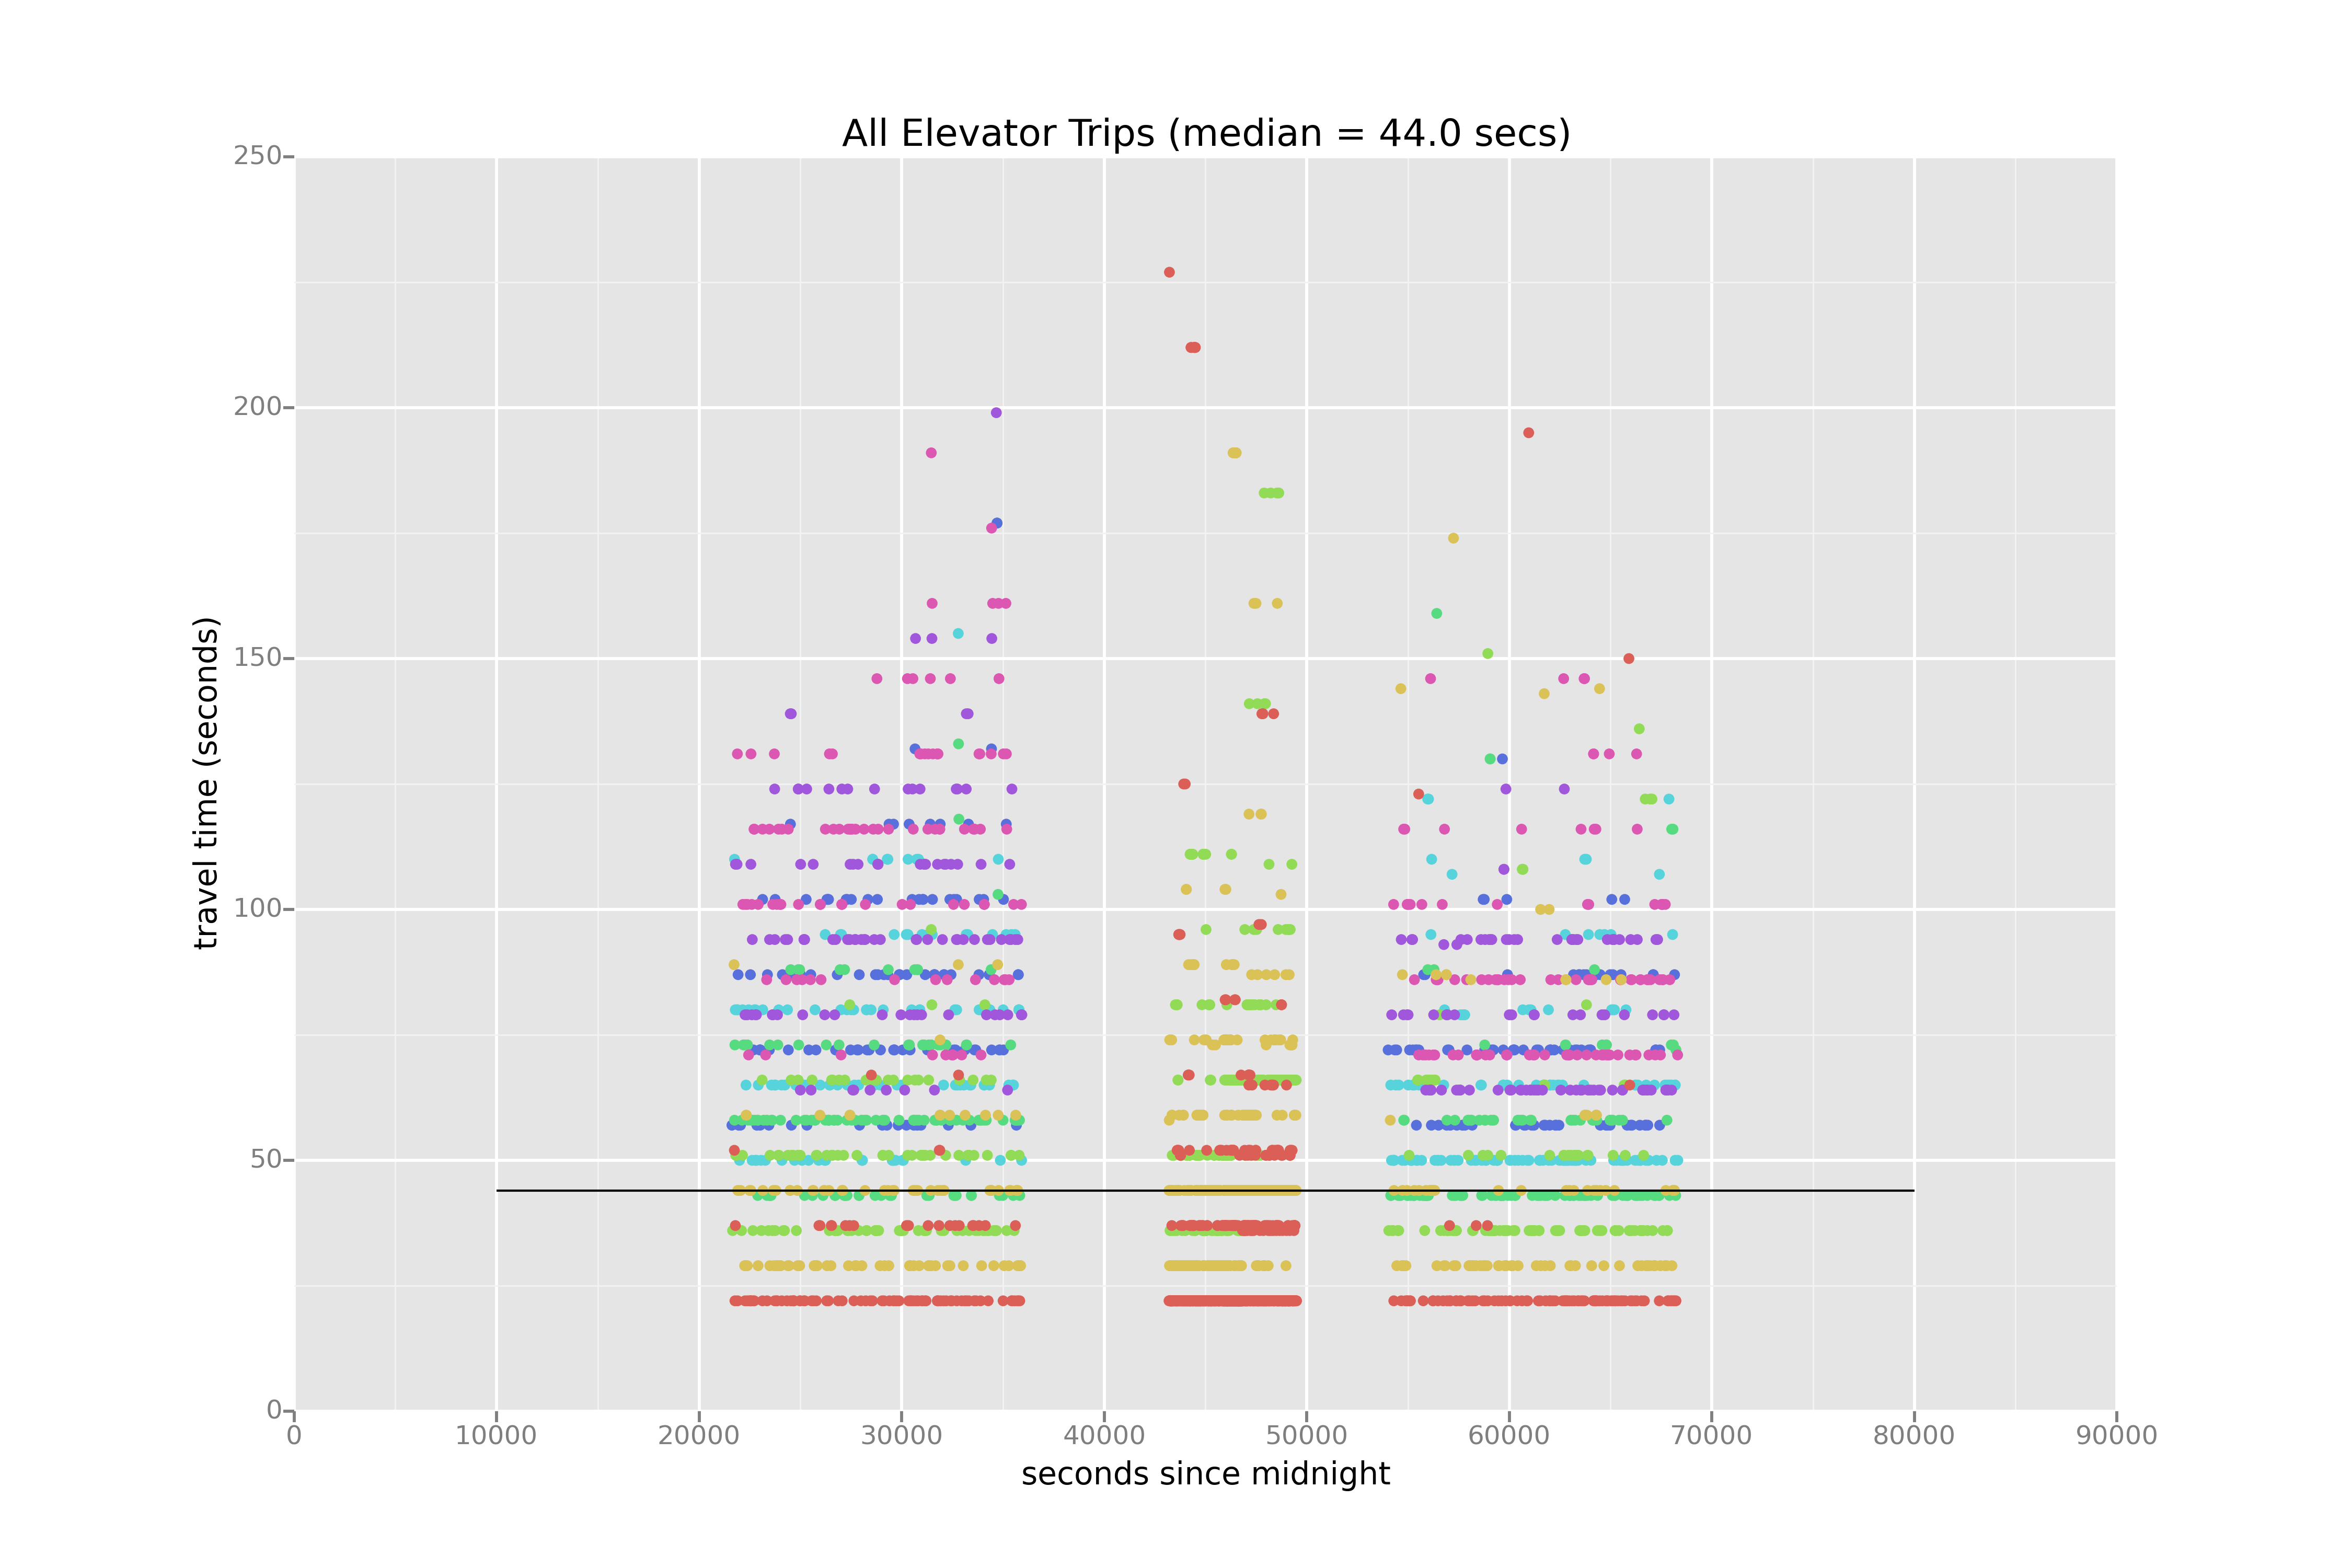 All Elevator Trips (median = 44.0 secs)
250
200
150
100
50
0
travel time (seconds)
0 10000 20000 30000 40000 50000 60000 70000 80000 90000
seconds since midnight